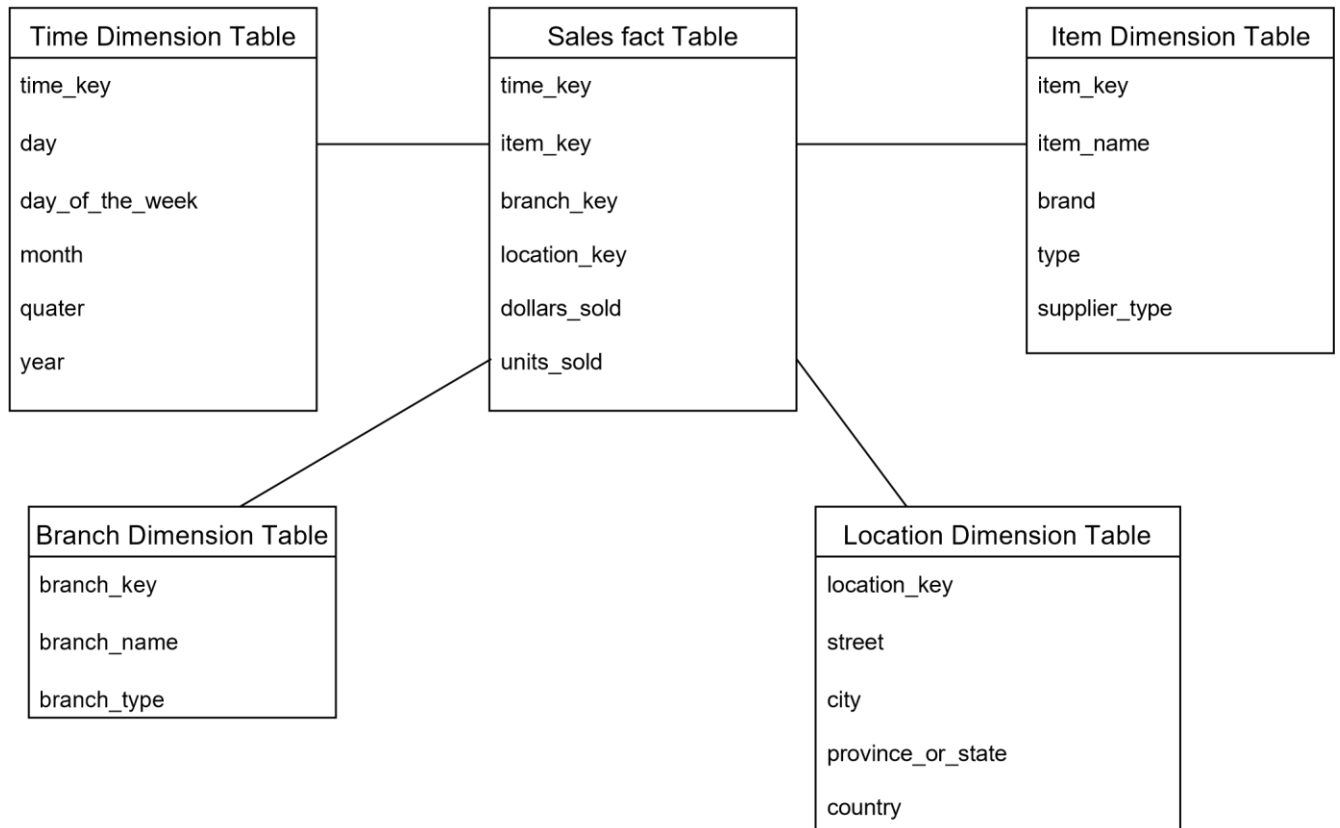 Time Dimension Table
time_key
day
day_of_the_week
month
quater
year
Sales fact Table
time_key
item_key
branch_key
location_key
dollars_sold
units_sold
Item Dimension Table
item_key
item_name
brand
type
supplier_type
Branch Dimension Table
branch_key
branch_name
branch_type
Location Dimension Table
location_key
street
city
province_or_state
country